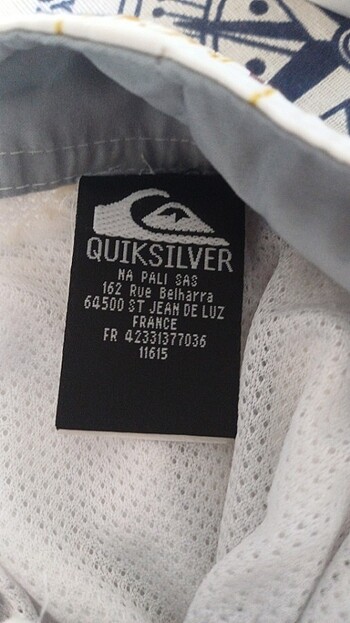 QUIKSILVER
NA PALI SAS
162 Rue Belharra
64500 ST JEAN DE LUZ
FRANCE
FR 42331377036
11615